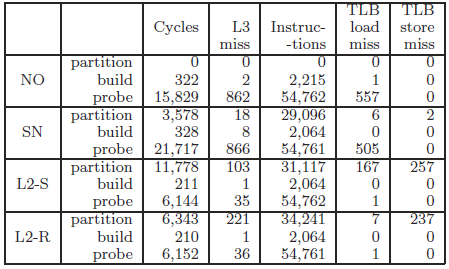 TLB TLB
Cycles L3 Instruc- load store
miss -tions miss miss
partition 0 0 0 0 0
NO build 322 2 2,215 1 0
probe 15,829 862 54,762 557 0
partition 3,578 18 29,096 6 2
SN build 328 8 2,064 0 0
probe 21,717 866 54,761 505 0
partition 11,778 103 31,117 167 257
L2-S build 211 1 2,064 0 0
probe 6,144 35 54,762 1 0
partition 6,343 221 34,241 7 237
L2-R build 210 1 2,064 0 0
probe 6,152 36 54,761 1 0